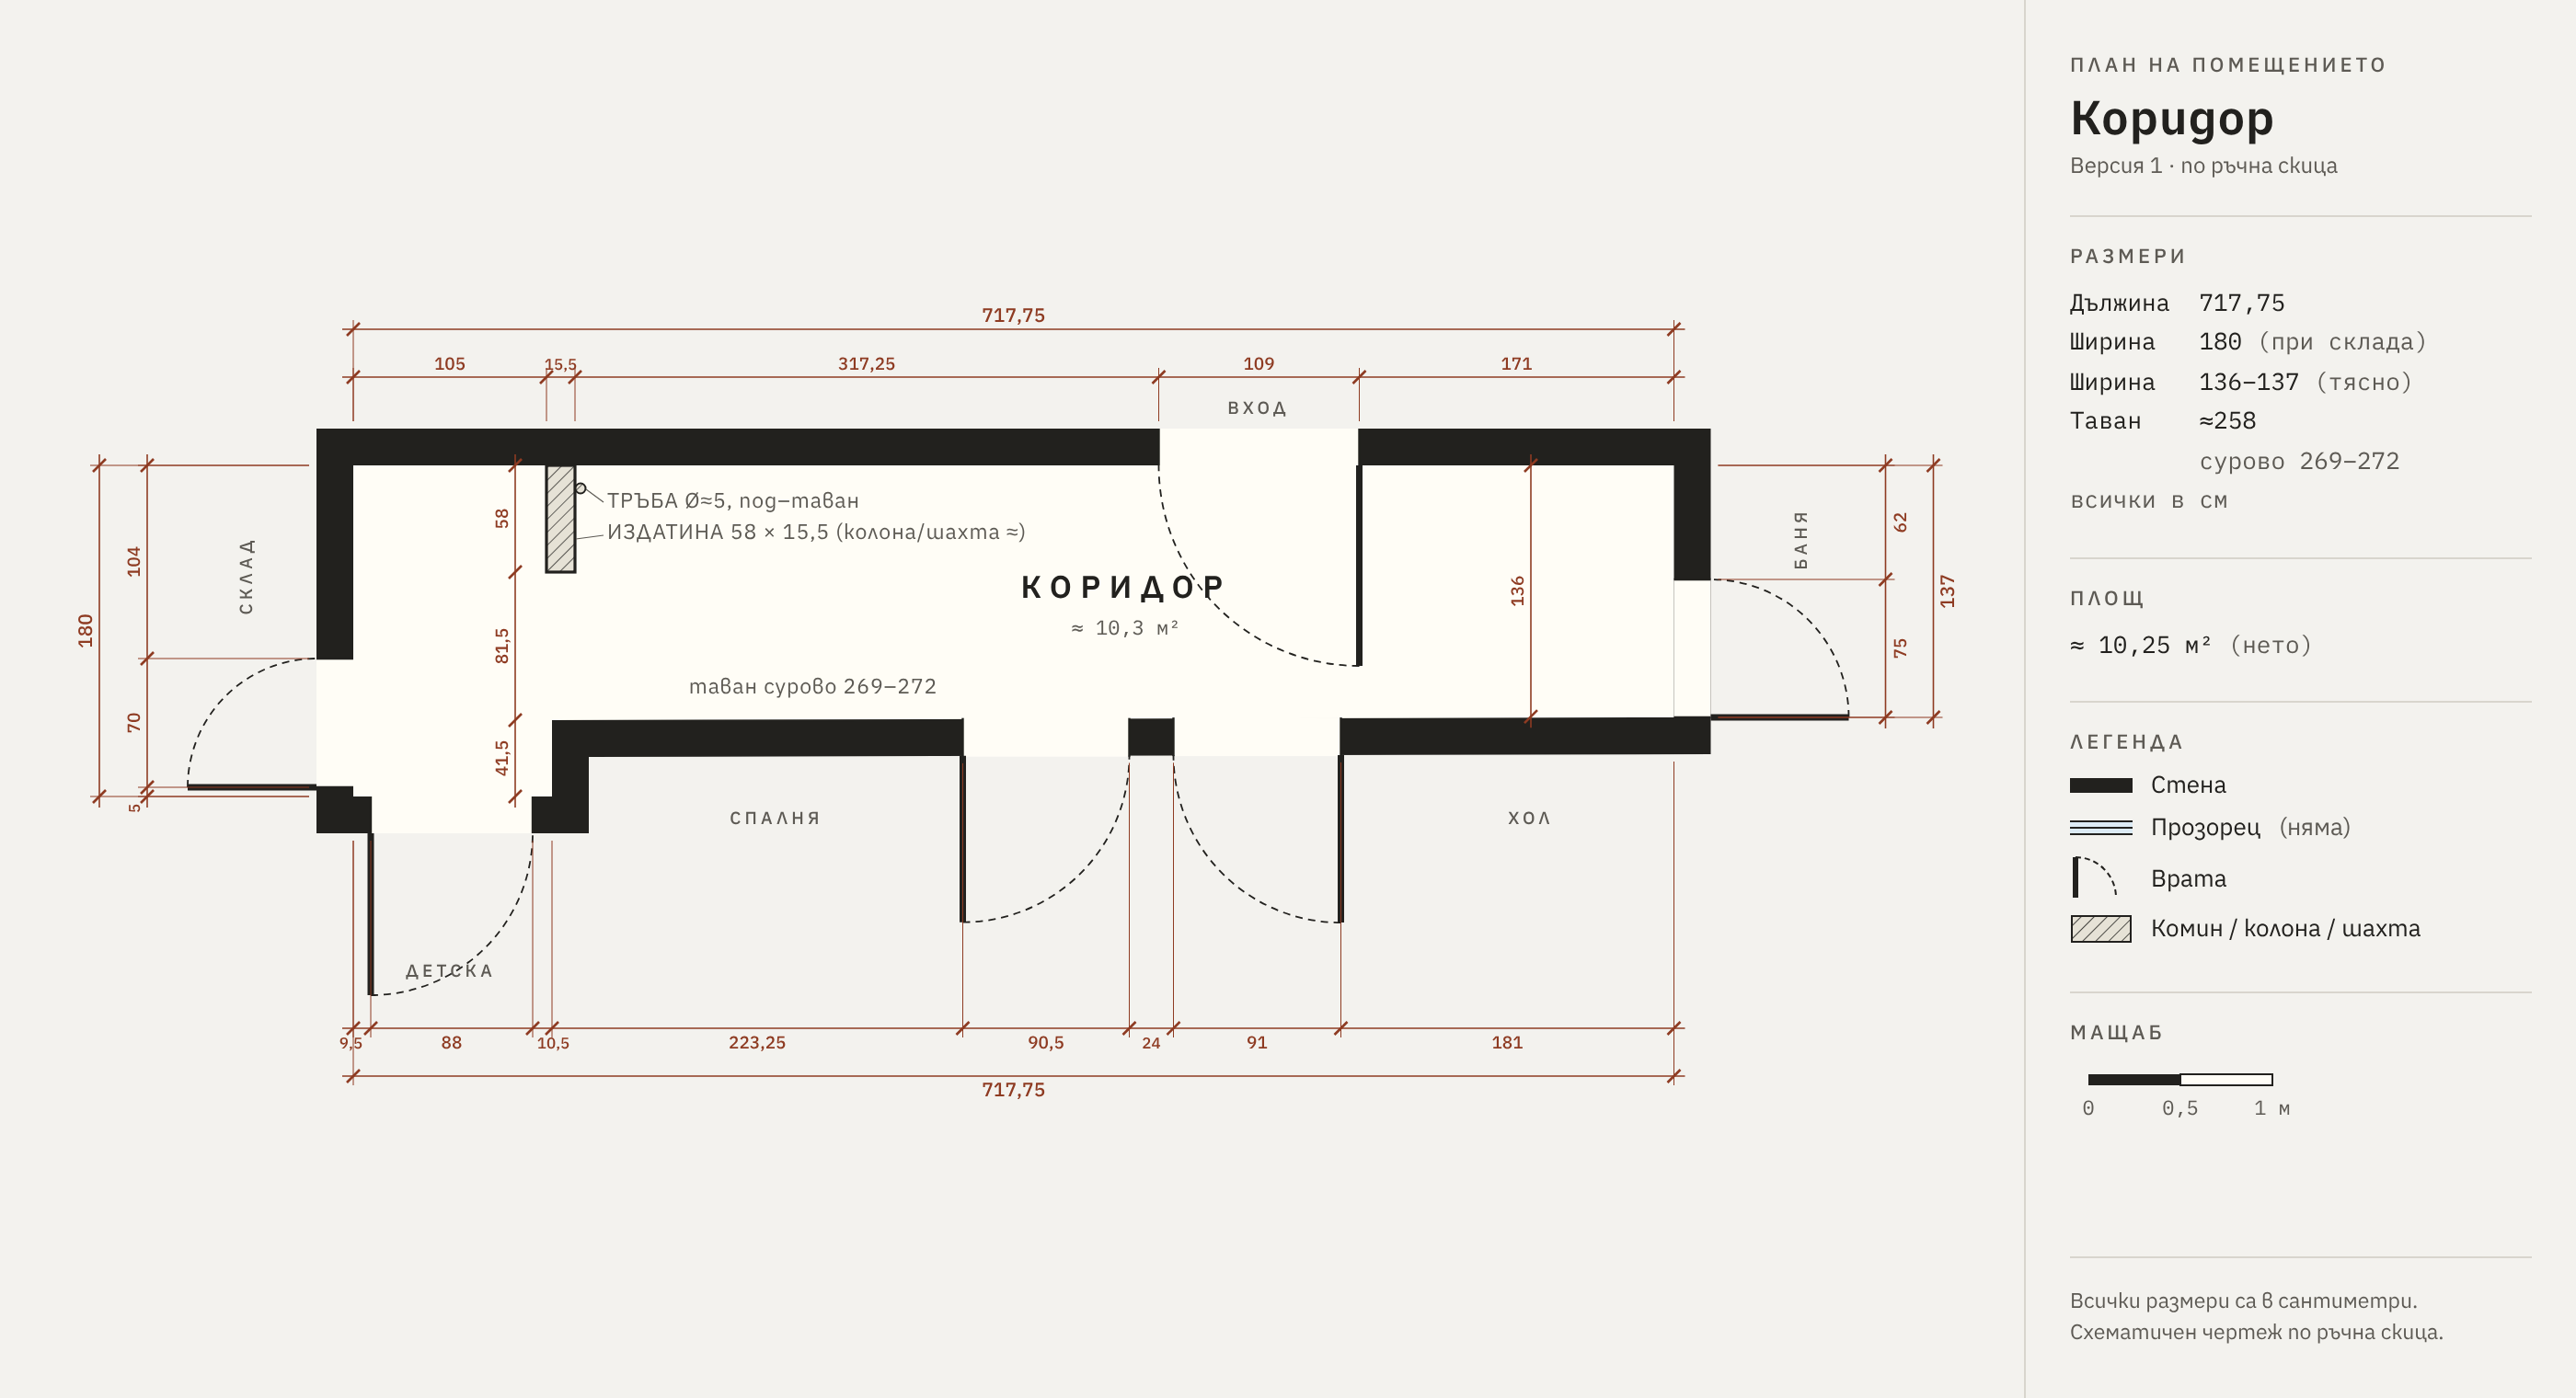 717,75
105
15,5
317,25
109
171
ВХОД
ТРЪБА Ø≈5, под–таван
ИЗДАТИНА 58 × 15,5 (колона/шахта ≈)
58
81,5
41,5
180
104
70
5
СКЛАД
КОРИДОР
≈ 10,3 м²
таван сурово 269–272
136
БАНЯ
62
75
137
СПАЛНЯ
ХОЛ
ДЕТСКА
9,5
88
10,5
223,25
90,5
24
91
181
717,75
ПЛАН НА ПОМЕЩЕНИЕТО
Коридор
Версия 1 · по ръчна скица
РАЗМЕРИ
Дължина 717,75
Ширина 180 (при склада)
Ширина 136–137 (тясно)
Таван ≈258
сурово 269–272
всички в см
ПЛОЩ
≈ 10,25 м² (нето)
ЛЕГЕНДА
Стена
Прозорец (няма)
Врата
Комин / колона / шахта
МАЩАБ
0 0,5 1 м
Всички размери са в сантиметри.
Схематичен чертеж по ръчна скица.